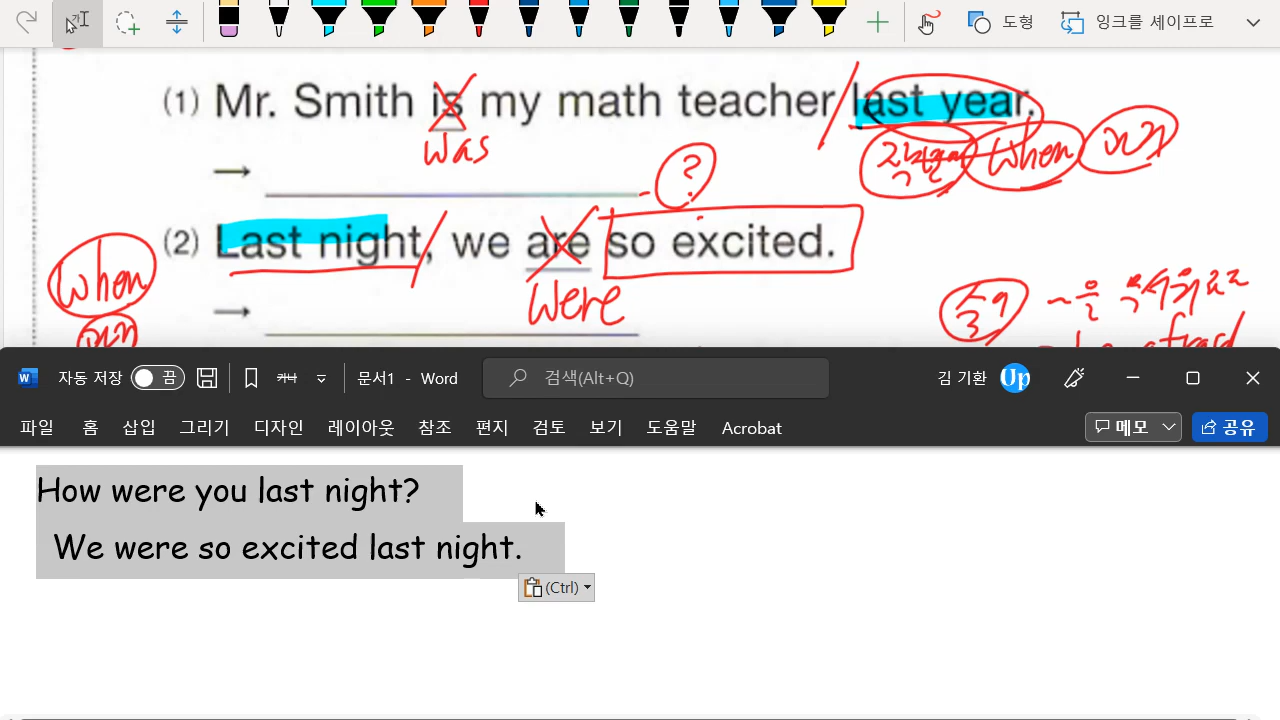 도형
잉크를 셰이프로
(1) Mr. Smith is my math teacher last year.
was
when
→
?
(2) Last night, we are so excited.
when
were
→
자동 저장
끔
문서1 - Word
검색(Alt+Q)
김 기환
Up
파일 홈 삽입 그리기 디자인 레이아웃 참조 편지 검토 보기 도움말 Acrobat
메모
공유
How were you last night?
We were so excited last night.
(Ctrl)